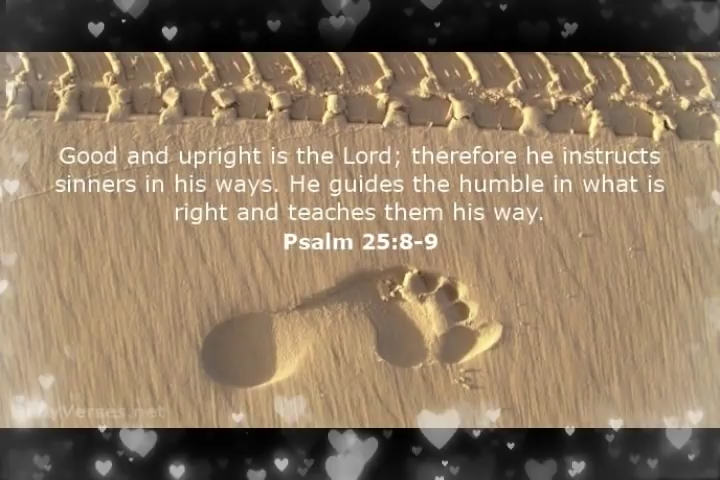 Good and upright is the Lord; therefore he instructs
sinners in his ways. He guides the humble in what is
right and teaches them his way.
Psalm 25:8-9